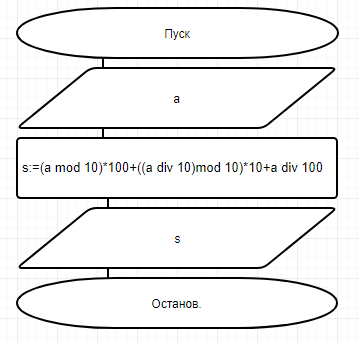 Пуск
a
s:=(a mod 10)*100+((a div 10)mod 10)*10+a div 100
s
Останов.